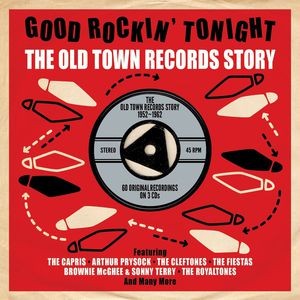 GOOD ROCKIN' TONIGHT
THE OLD TOWN RECORDS STORY
THE
OLD TOWN RECORDS STORY
1952–1962
STEREO
45 RPM
60 ORIGINAL RECORDINGS
ON 3 CDs
Featuring
THE CAPRIS · ARTHUR PRYSOCK · THE CLEFTONES · THE FIESTAS
BROWNIE McGHEE & SONNY TERRY · THE ROYALTONES
And Many More